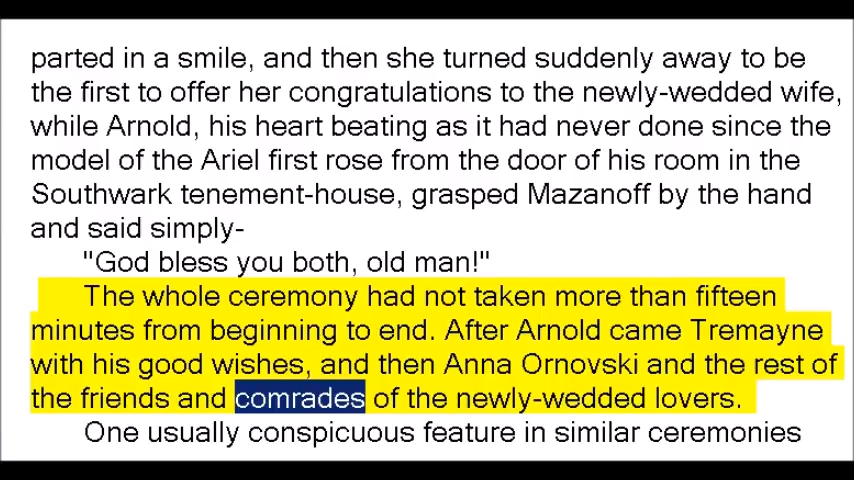 parted in a smile, and then she turned suddenly away to be
the first to offer her congratulations to the newly-wedded wife,
while Arnold, his heart beating as it had never done since the
model of the Ariel first rose from the door of his room in the
Southwark tenement-house, grasped Mazanoff by the hand
and said simply-
"God bless you both, old man!"
The whole ceremony had not taken more than fifteen
minutes from beginning to end. After Arnold came Tremayne
with his good wishes, and then Anna Ornovski and the rest of
the friends and comrades of the newly-wedded lovers.
One usually conspicuous feature in similar ceremonies